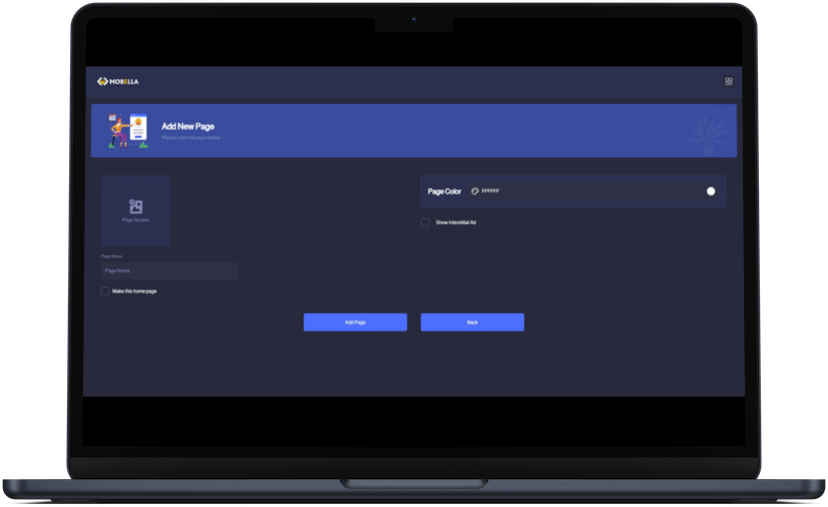 MOBELLA
Add New Page
Please insert all page details
Page Screen
Page Color
FFFFFF
Show Interstitial Ad
Page Name
Page Name
Make this home page
Add Page
Back